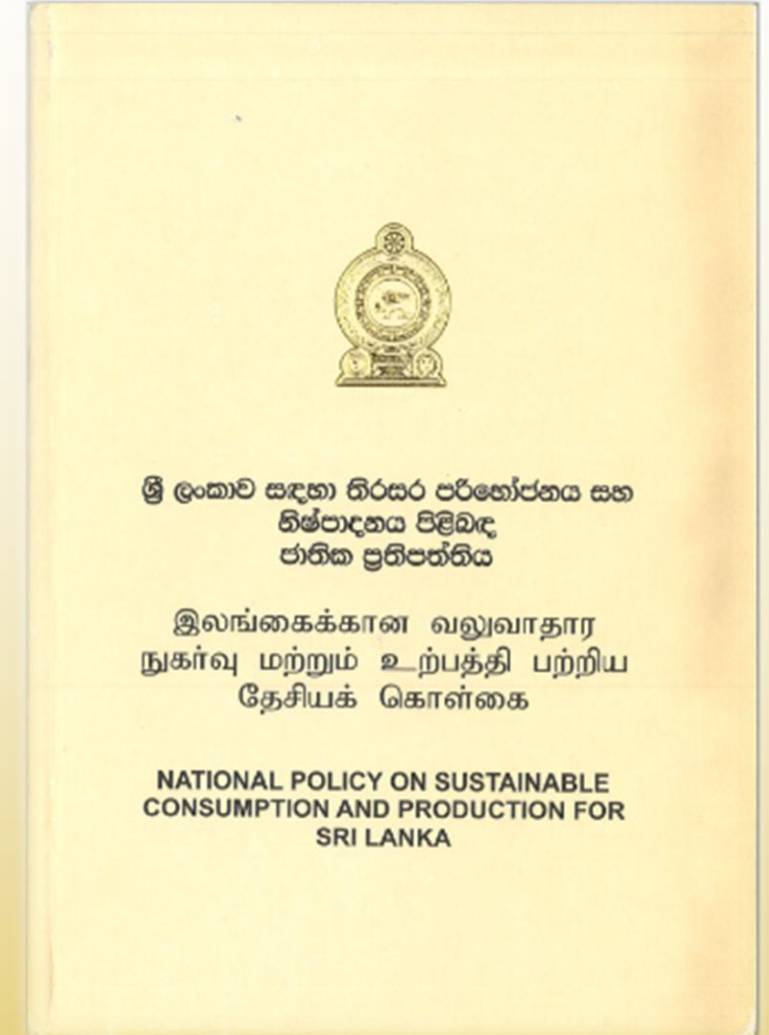 ශ්‍රී ලංකාව සඳහා තිරසර පරිභෝජනය සහ
නිෂ්පාදනය පිළිබඳ
ජාතික ප්‍රතිපත්තිය
இலங்கைக்கான வலுவாதார
நுகர்வு மற்றும் உற்பத்தி பற்றிய
தேசியக் கொள்கை
NATIONAL POLICY ON SUSTAINABLE
CONSUMPTION AND PRODUCTION FOR
SRI LANKA